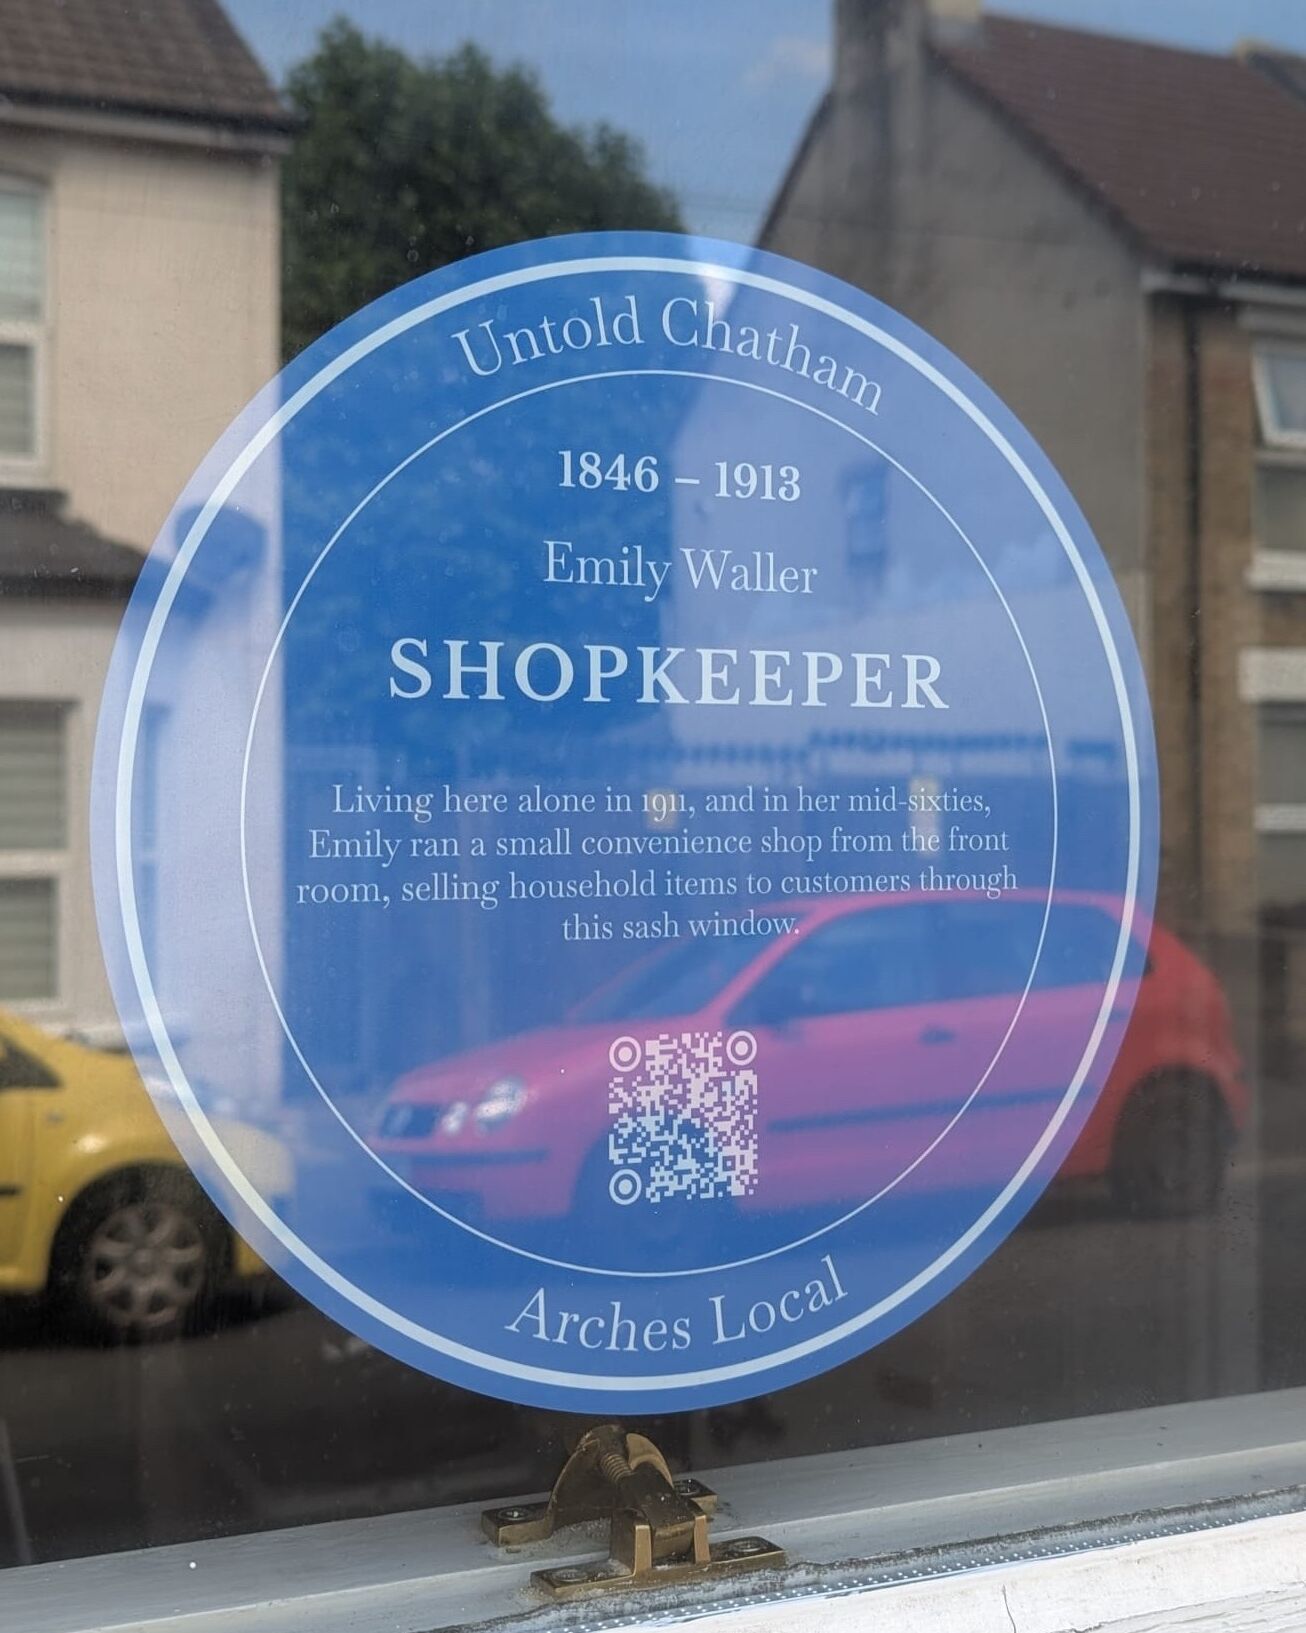 Untold Chatham
1846 – 1913
Emily Waller
SHOPKEEPER
Living here alone in 1911, and in her mid-sixties,
Emily ran a small convenience shop from the front
room, selling household items to customers through
this sash window.
Arches Local